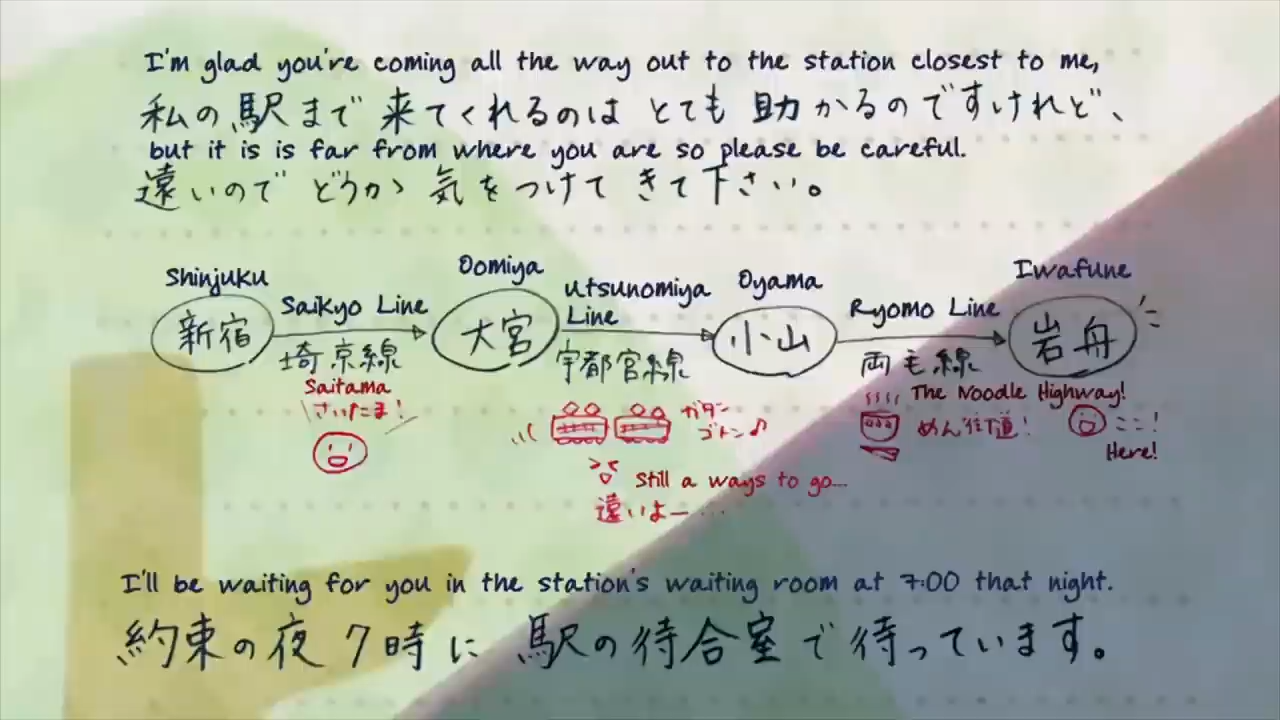 I'm glad you're coming all the way out to the station closest to me,
私の駅まで 来てくれるのは とても 助かるのですけれど、
but it is is far from where you are so please be careful.
遠いので どうか 気をつけて きて下さい。
Shinjuku Oomiya Oyama Iwafune
Saikyo Line Utsunomiya Line Ryomo Line
新宿 大宮 小山 岩舟
埼京線 宇都宮線 両毛線
Saitama The Noodle Highway!
さいたま! ガタン ゴトン♪ めん街道! ここ!
Here!
Still a ways to go...
遠いよー……
I'll be waiting for you in the station's waiting room at 7:00 that night.
約束の夜 7時に 駅の待合室で 待っています。